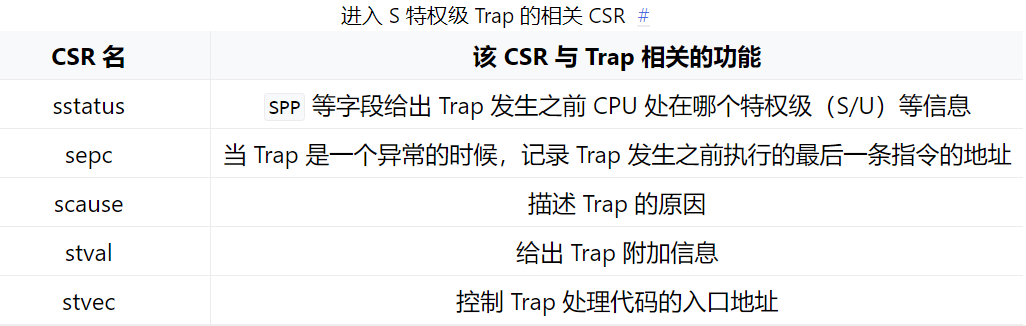 进入 S 特权级 Trap 的相关 CSR #
CSR 名 该 CSR 与 Trap 相关的功能
sstatus SPP 等字段给出 Trap 发生之前 CPU 处在哪个特权级（S/U）等信息
sepc 当 Trap 是一个异常的时候，记录 Trap 发生之前执行的最后一条指令的地址
scause 描述 Trap 的原因
stval 给出 Trap 附加信息
stvec 控制 Trap 处理代码的入口地址